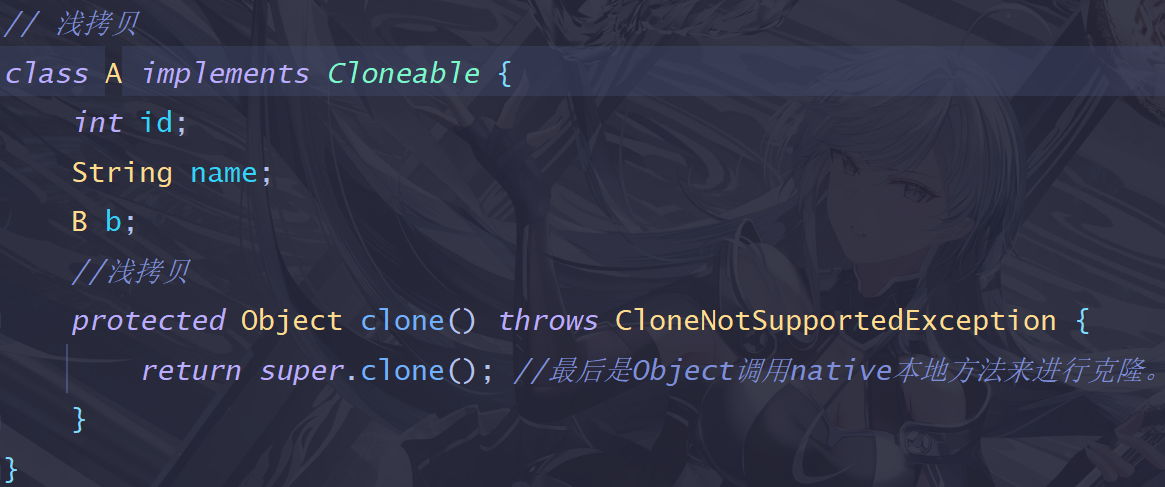 // 浅拷贝
class A implements Cloneable {
    int id;
    String name;
    B b;
    //浅拷贝
    protected Object clone() throws CloneNotSupportedException {
        return super.clone(); //最后是Object调用native本地方法来进行克隆。
    }
}